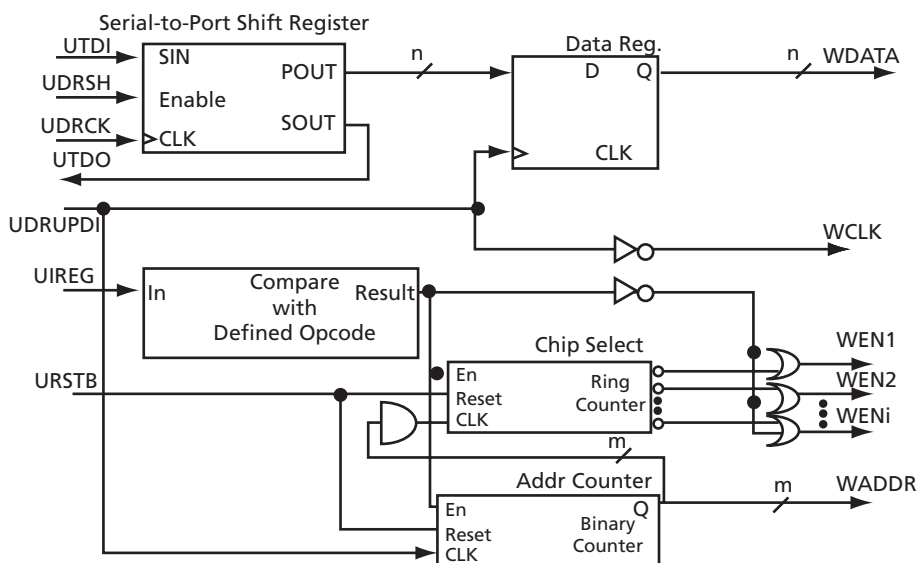 Serial-to-Port Shift Register
UTDI
SIN
UDRSH
Enable
UDRCK
CLK
UTDO
POUT
SOUT
n
Data Reg.
D
Q
CLK
n
WDATA
UDRUPDI
WCLK
UIREG
In
Compare
with
Defined Opcode
Result
Chip Select
URSTB
En
Reset
CLK
Ring
Counter
WEN1
WEN2
WENi
m
Addr Counter
En
Reset
CLK
Q
Binary
Counter
m
WADDR